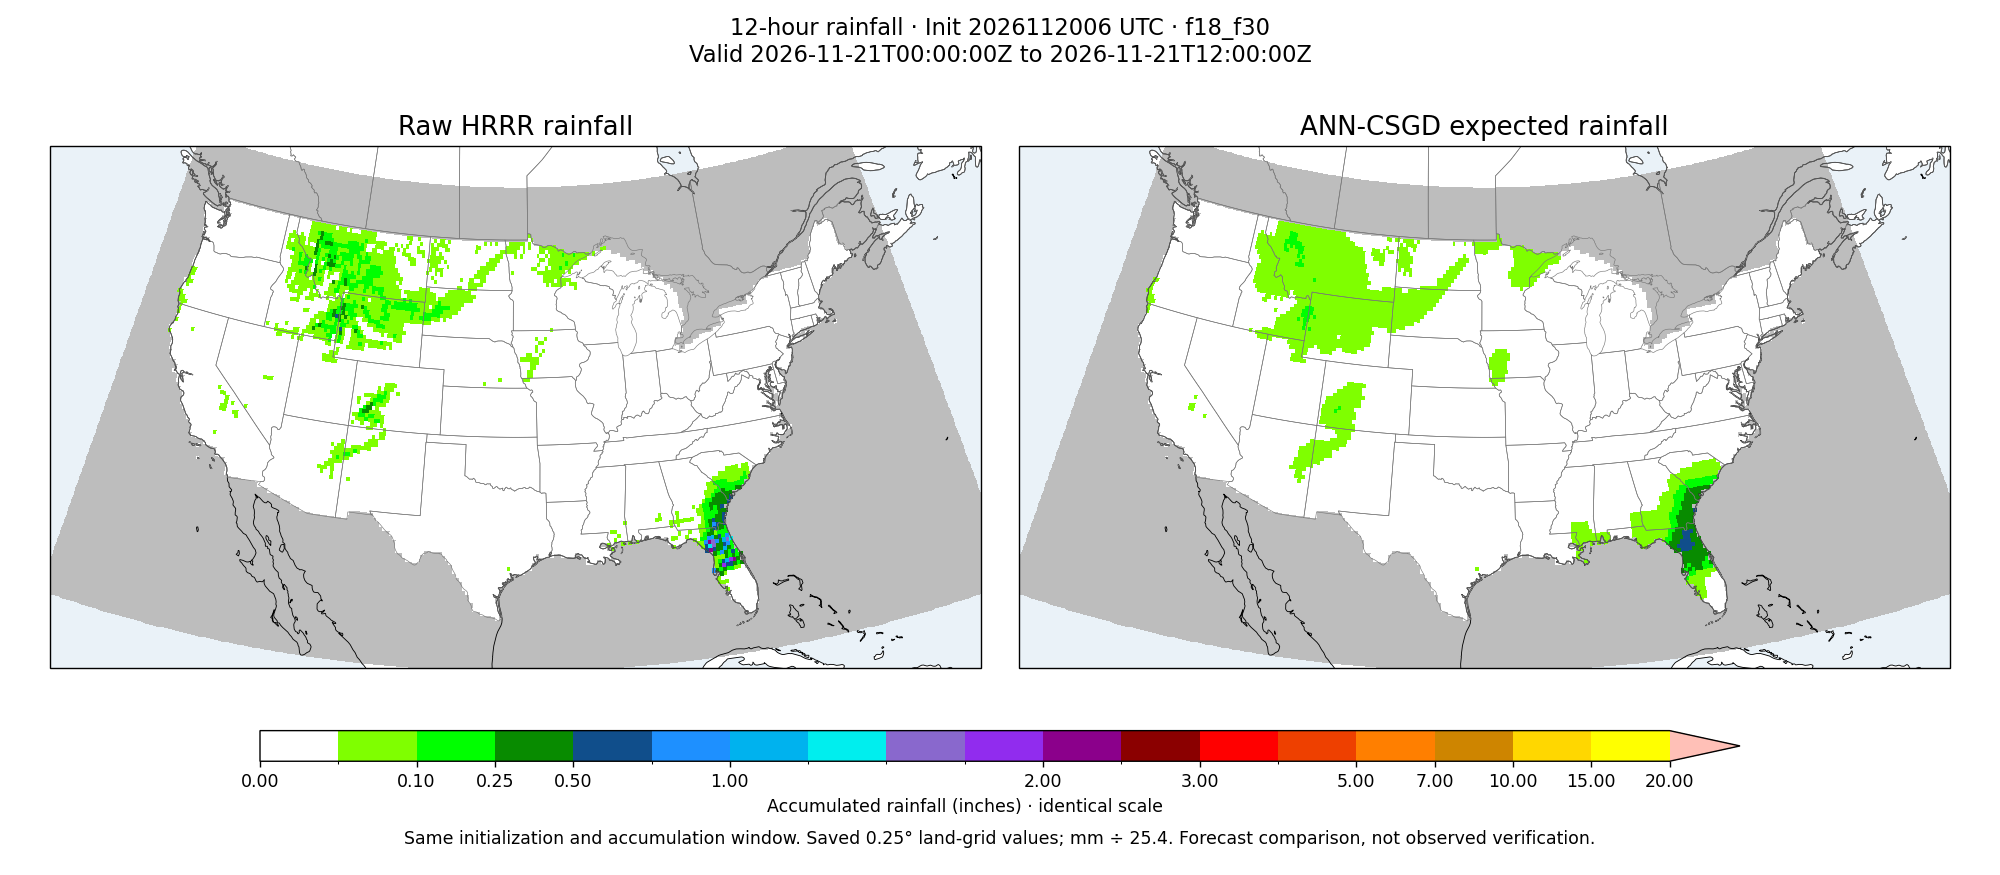 12-hour rainfall · Init 2026112006 UTC · f18_f30
Valid 2026-11-21T00:00:00Z to 2026-11-21T12:00:00Z
Raw HRRR rainfall
ANN-CSGD expected rainfall
0.00 0.10 0.25 0.50 1.00 2.00 3.00 5.00 7.00 10.00 15.00 20.00
Accumulated rainfall (inches) · identical scale
Same initialization and accumulation window. Saved 0.25° land-grid values; mm ÷ 25.4. Forecast comparison, not observed verification.